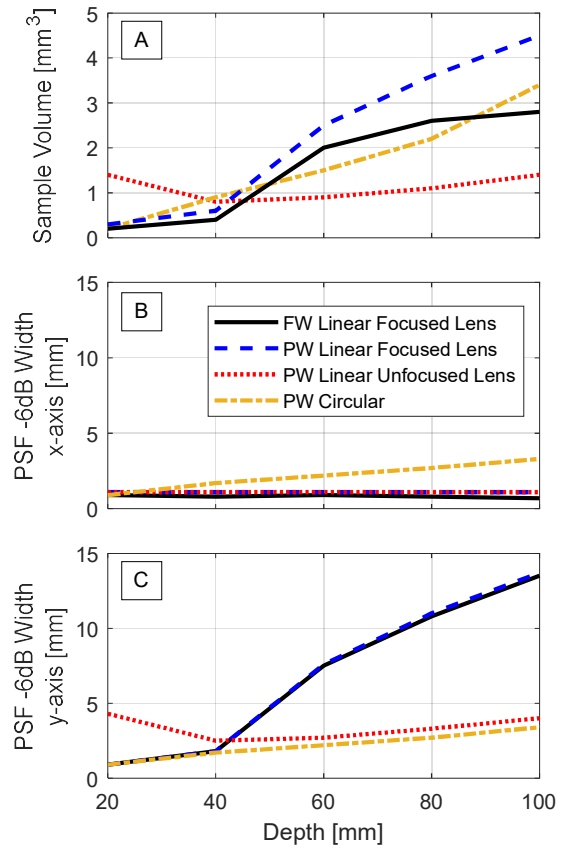 A
Sample Volume [mm³]
5
4
3
2
1
0
B
PSF -6dB Width
x-axis [mm]
15
10
5
0
FW Linear Focused Lens
PW Linear Focused Lens
PW Linear Unfocused Lens
PW Circular
C
PSF -6dB Width
y-axis [mm]
15
10
5
0
20 40 60 80 100
Depth [mm]